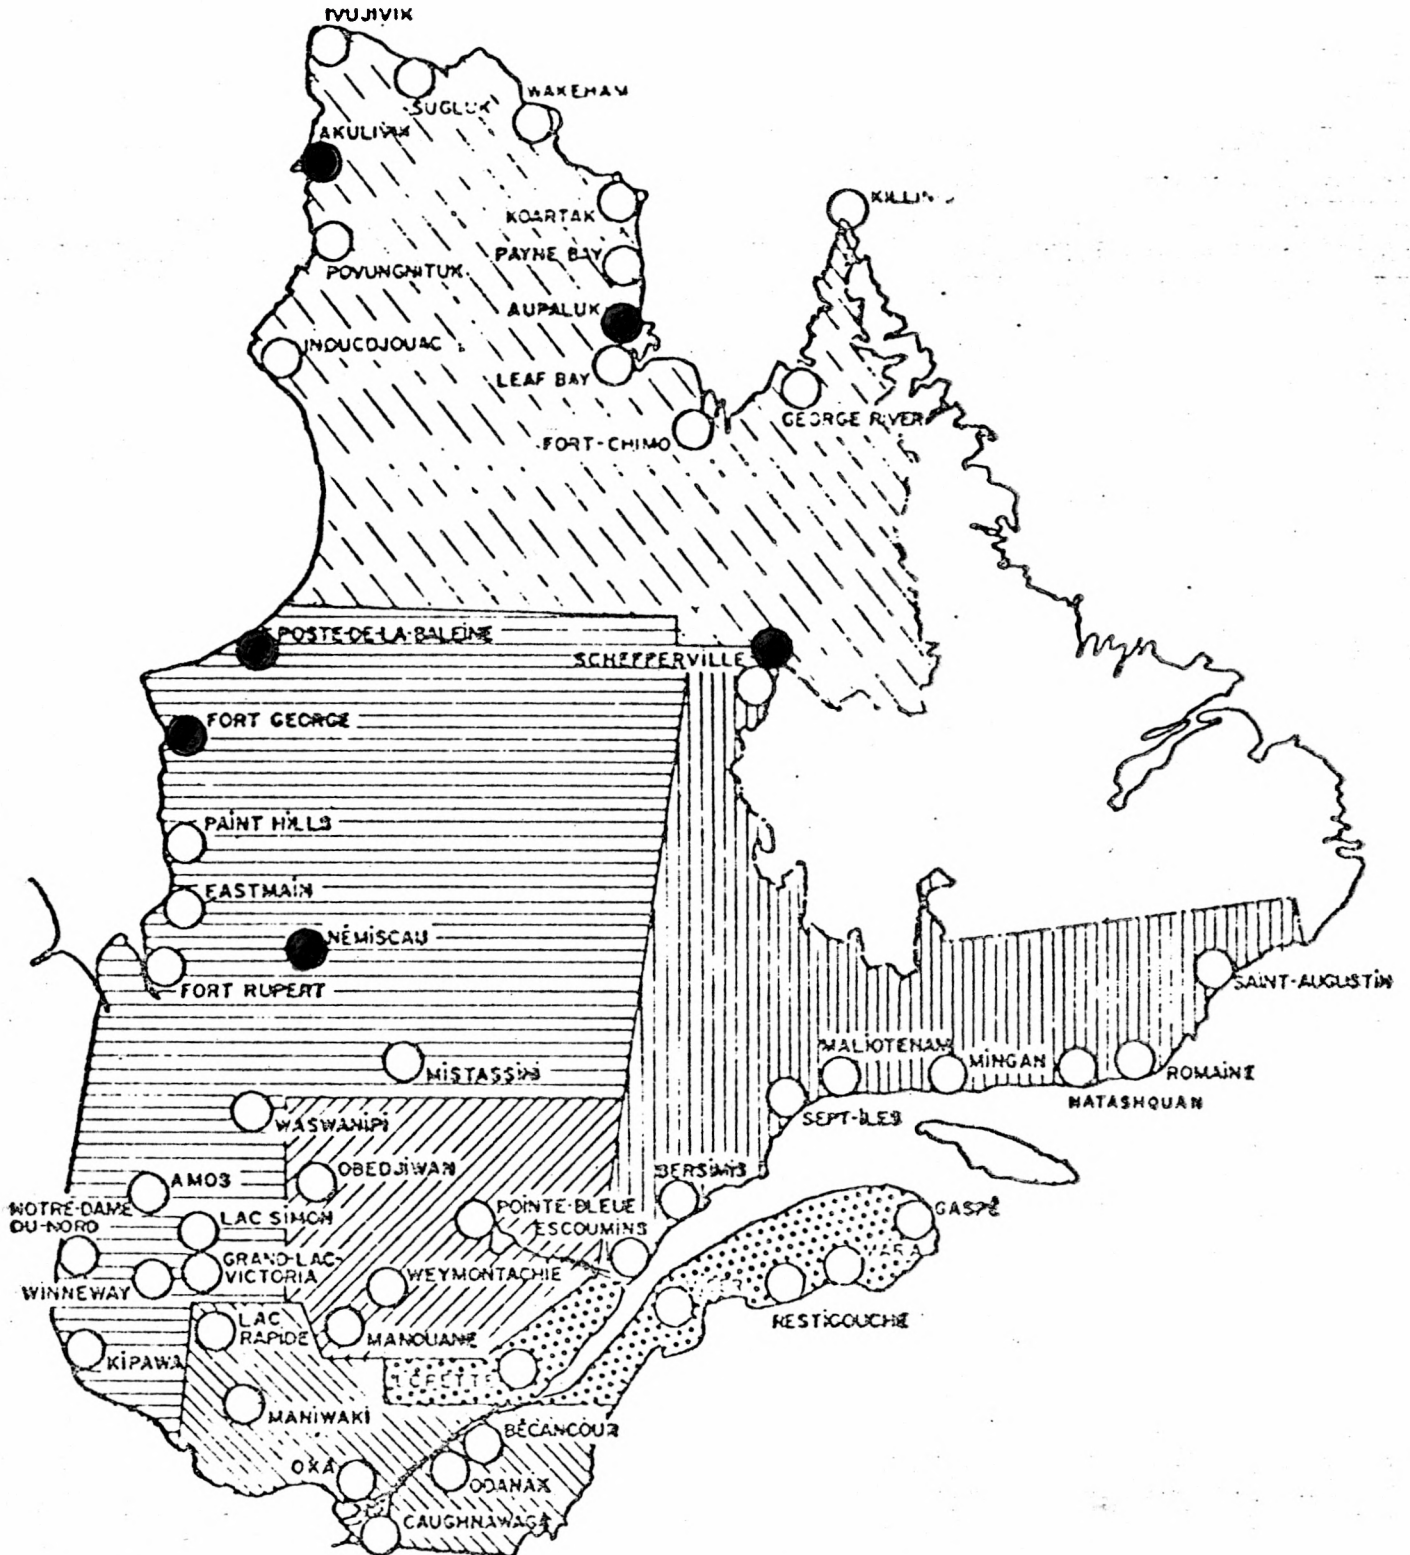 IVUJIVIK
SUGLUK
WAKEHAM
AKULIVIK
KOARTAK
POVUNGNITUK
PAYNE BAY
AUPALUK
INOUCDJOUAC
LEAF BAY
GEORGE RIVER
FORT-CHIMO
POSTE-DE-LA-BALEINE
SCHEFFERVILLE
FORT GEORGE
PAINT HILLS
EASTMAIN
NÉMISCAU
FORT RUPERT
SAINT-AUGUSTIN
MISTASSINI
MALIOTENAM
MINGAN
ROMAINE
NATASHQUAN
SEPT-ÎLES
WASWANIPI
OBEDJIWAN
BERSIMIS
AMOS
NOTRE-DAME
DU-NORD
LAC SIMON
POINTE-BLEUE
ESCOUMINS
GASPÉ
GRAND-LAC-
VICTORIA
WINNEWAY
WEYMONTACHIE
RESTIGOUCHE
LAC
RAPIDE
MANOUANE
KIPAWA
LORETTE
MANIWAKI
BÉCANCOUR
OKA
ODANAK
CAUGHNAWAGA